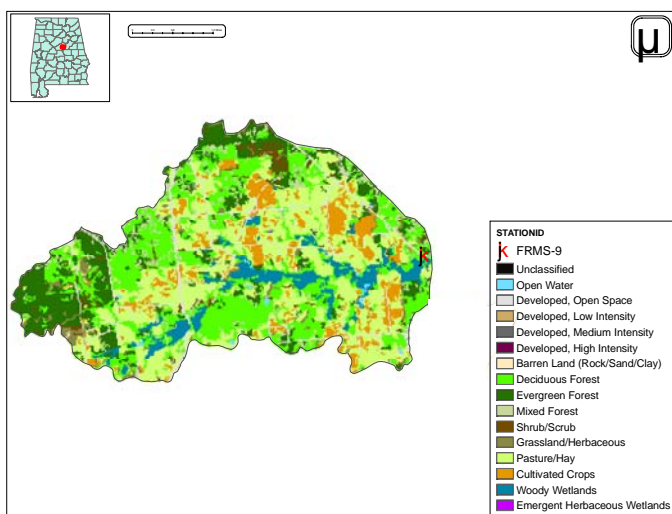 µ
STATIONID
FRMS-9
Unclassified
Open Water
Developed, Open Space
Developed, Low Intensity
Developed, Medium Intensity
Developed, High Intensity
Barren Land (Rock/Sand/Clay)
Deciduous Forest
Evergreen Forest
Mixed Forest
Shrub/Scrub
Grassland/Herbaceous
Pasture/Hay
Cultivated Crops
Woody Wetlands
Emergent Herbaceous Wetlands